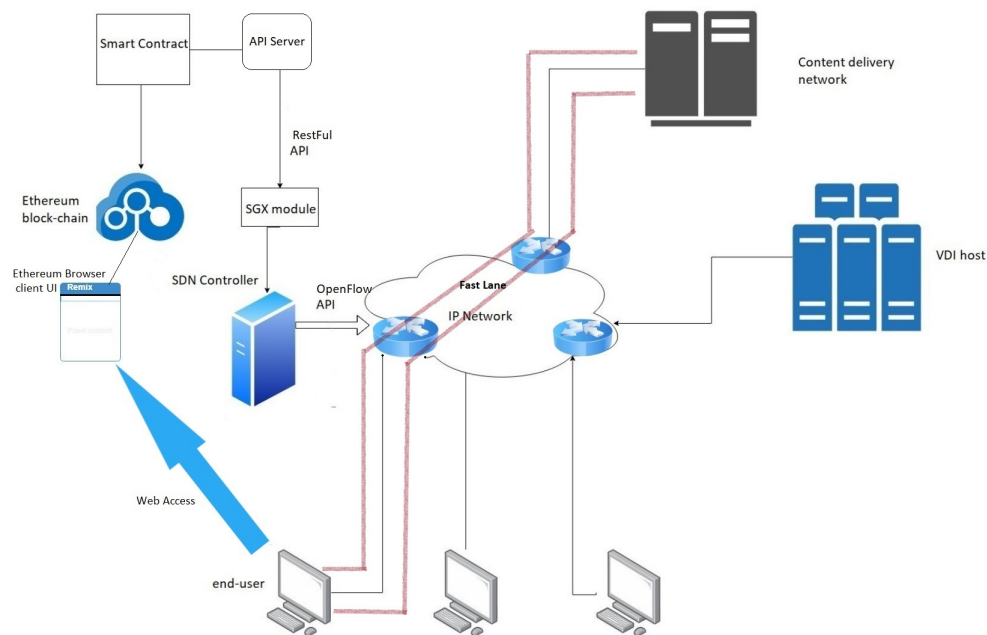 Smart Contract
API Server
Content delivery
network
RestFul
API
Ethereum
block-chain
SGX module
VDI host
Ethereum Browser
client UI
Remix
SDN Controller
OpenFlow
API
Fast Lane
IP Network
Web Access
end-user